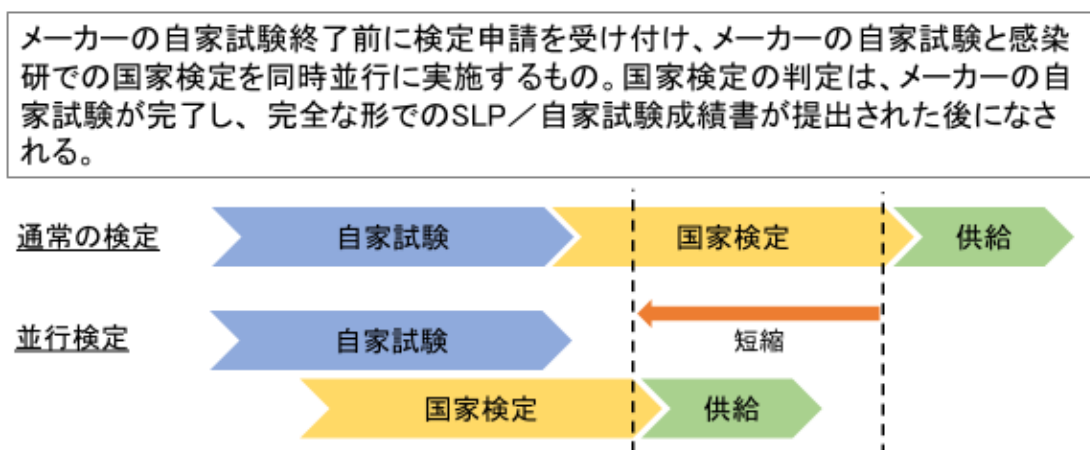 メーカーの自家試験終了前に検定申請を受け付け、メーカーの自家試験と感染
研での国家検定を同時並行に実施するもの。国家検定の判定は、メーカーの自
家試験が完了し、完全な形でのSLP／自家試験成績書が提出された後になさ
れる。
通常の検定
自家試験
国家検定
供給
並行検定
自家試験
短縮
国家検定
供給